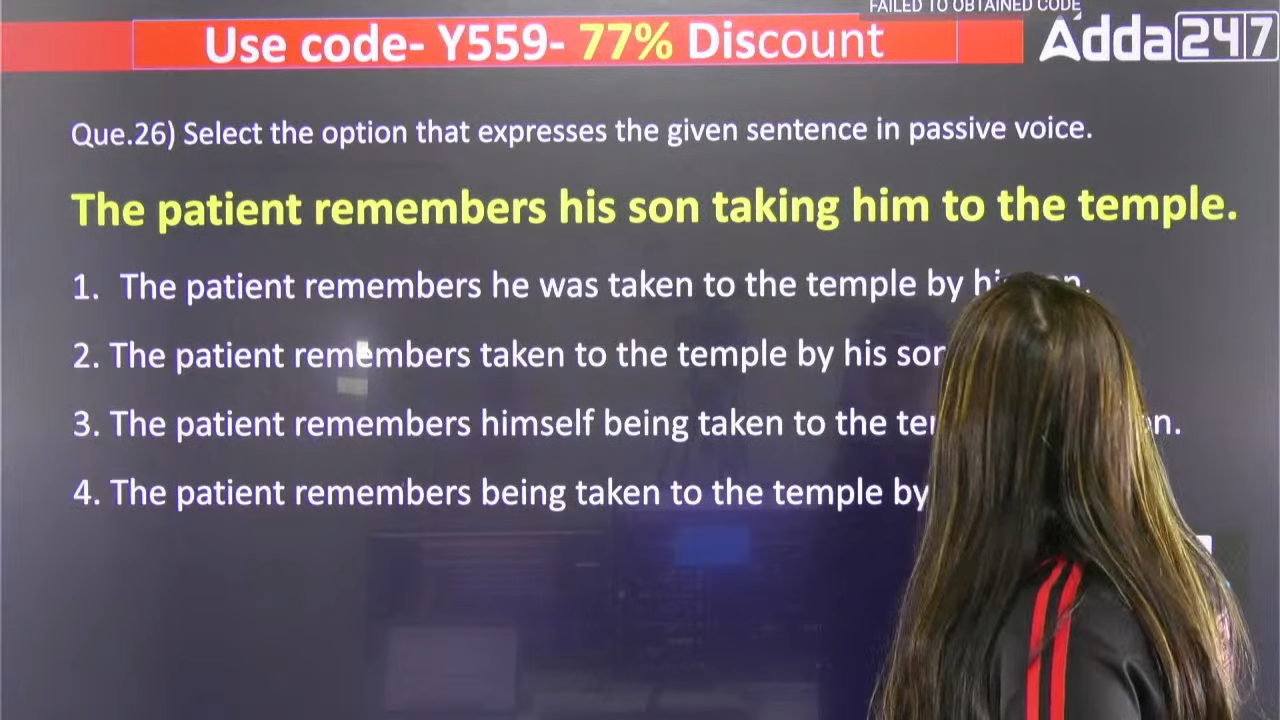 FAILED TO OBTAINED CODE
Use code- Y559- 77% Discount
Adda 247
Que.26) Select the option that expresses the given sentence in passive voice.
The patient remembers his son taking him to the temple.
1. The patient remembers he was taken to the temple by
2. The patient remembers taken to the temple by his
3. The patient remembers himself being taken to the
4. The patient remembers being taken to the temple by